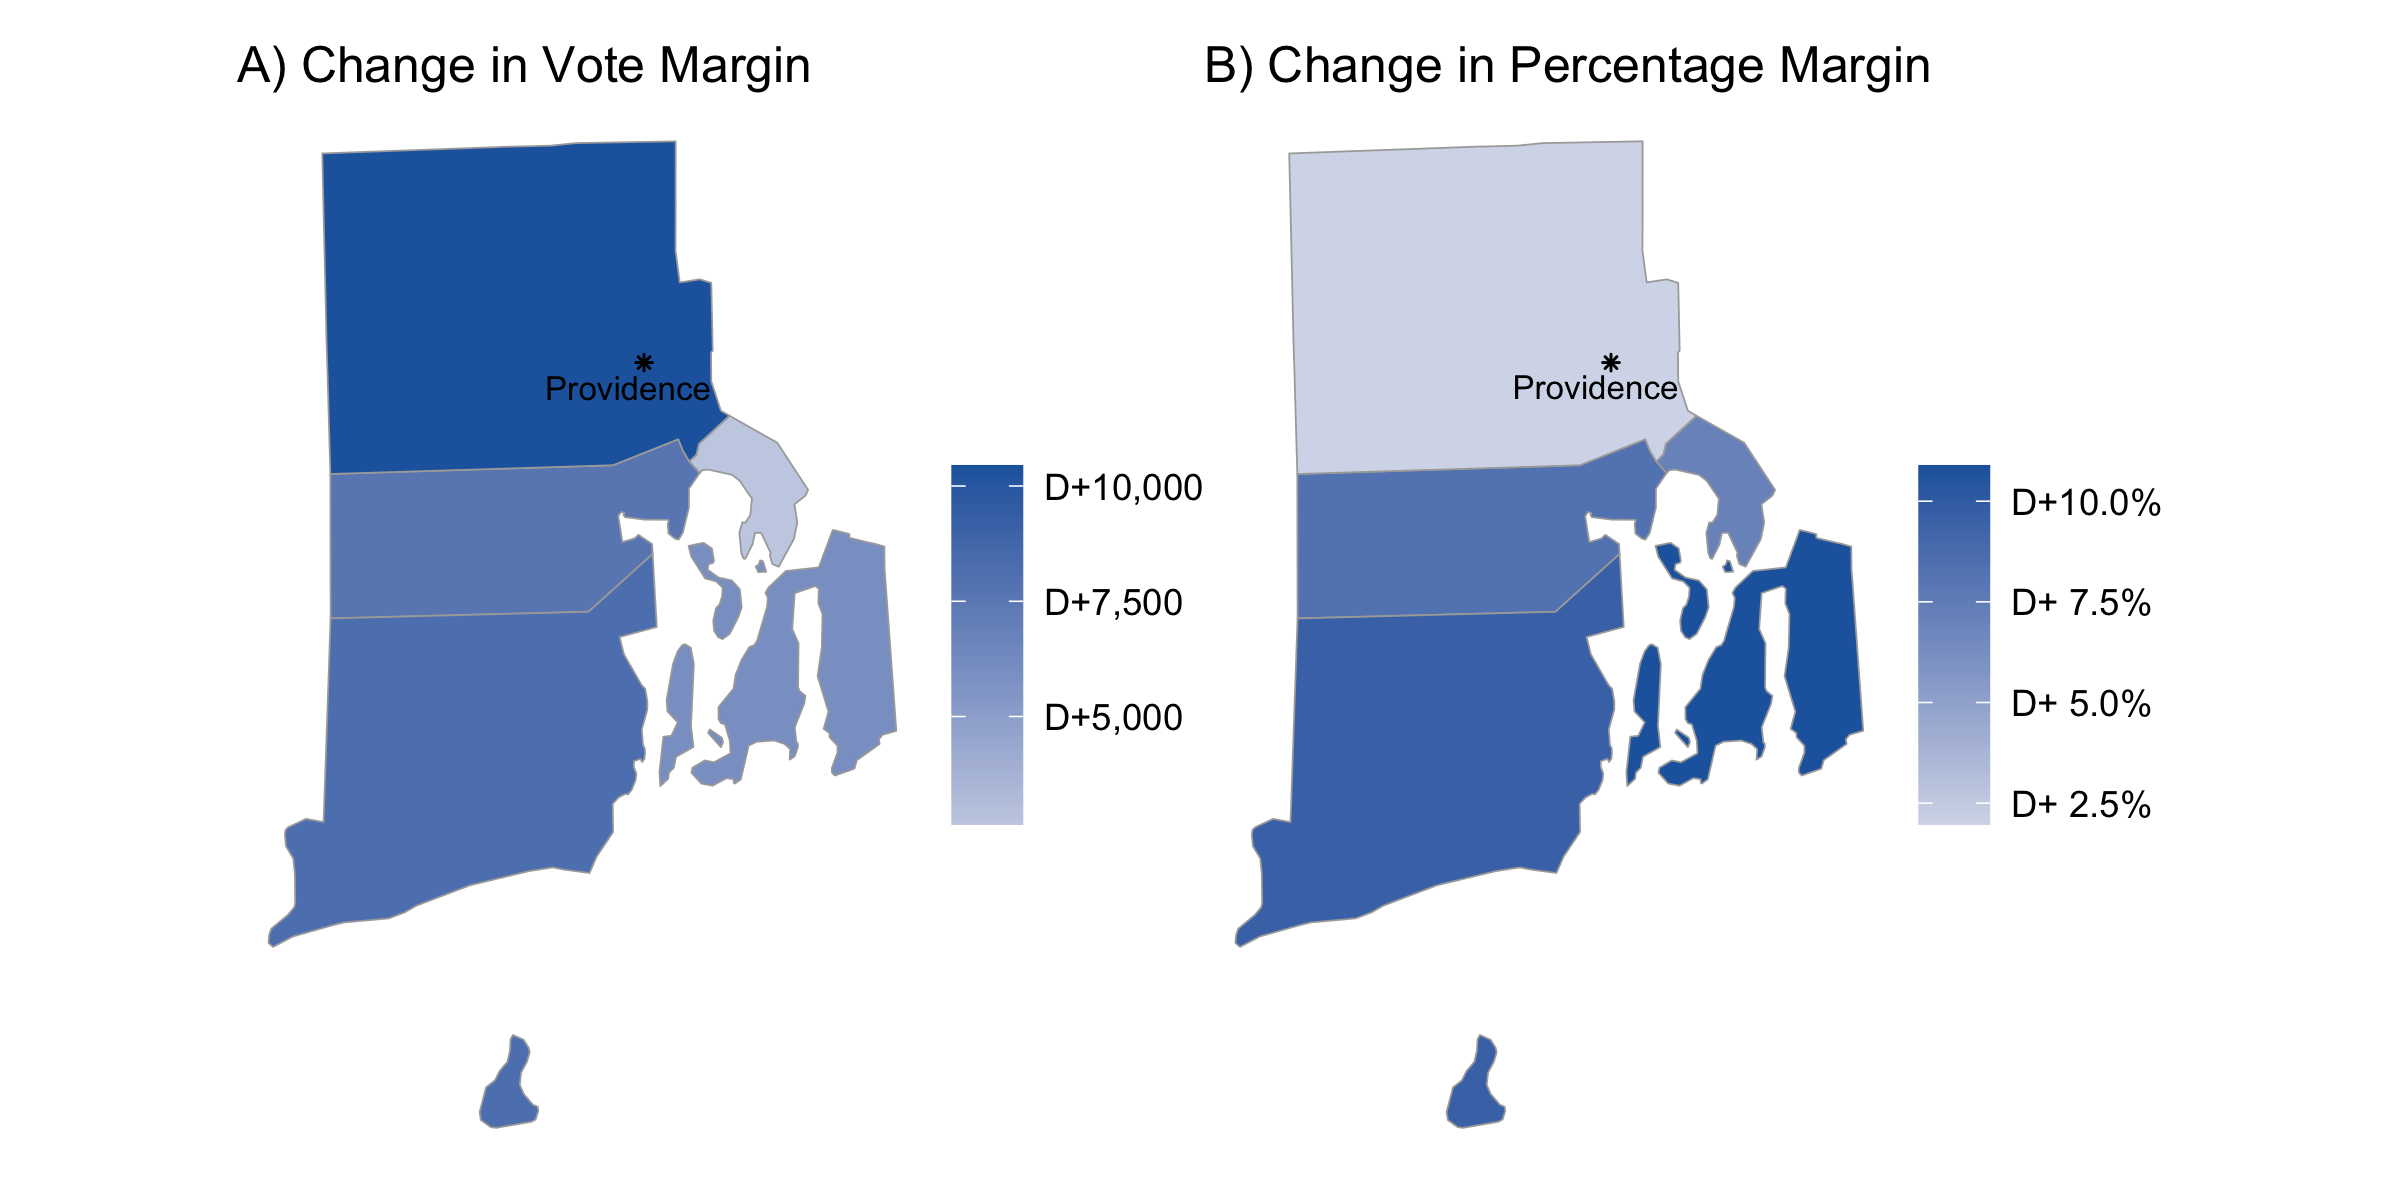 A) Change in Vote Margin
Providence
D+10,000
D+7,500
D+5,000
B) Change in Percentage Margin
Providence
D+10.0%
D+ 7.5%
D+ 5.0%
D+ 2.5%